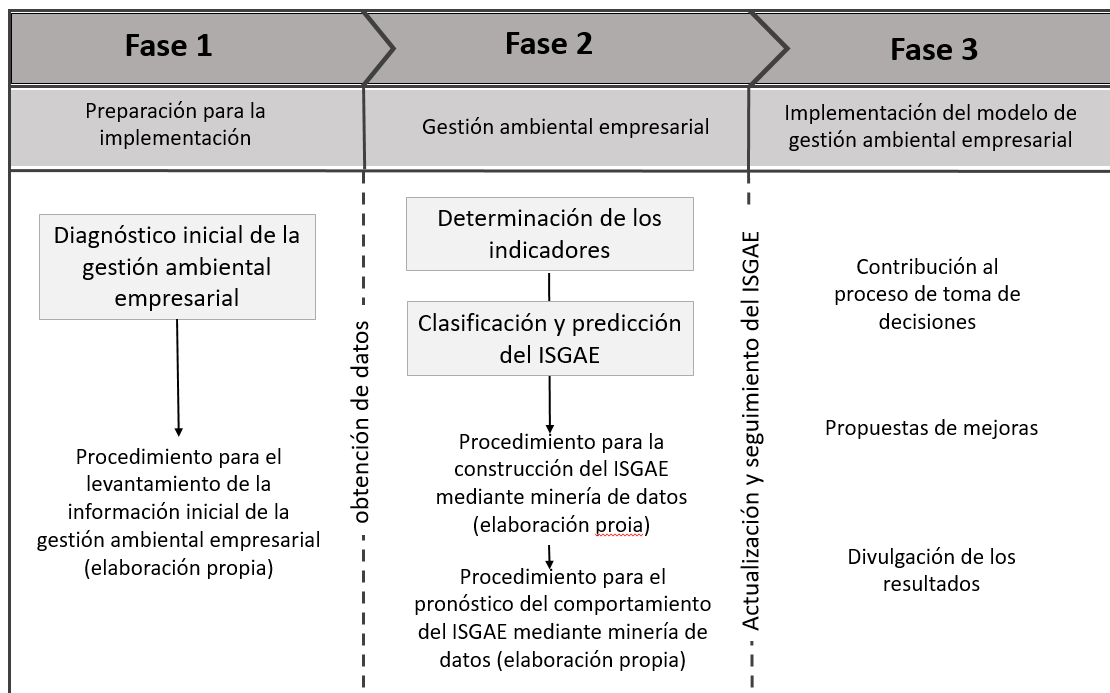 Fase 1
Fase 2
Fase 3
Preparación para la
implementación
Gestión ambiental empresarial
Implementación del modelo de
gestión ambiental empresarial
Diagnóstico inicial de la
gestión ambiental
empresarial
Procedimiento para el
levantamiento de la
información inicial de la
gestión ambiental empresarial
(elaboración propia)
obtención de datos
Determinación de los
indicadores
Clasificación y predicción
del ISGAE
Procedimiento para la
construcción del ISGAE
mediante minería de datos
(elaboración proia)
Procedimiento para el
pronóstico del comportamiento
del ISGAE mediante minería de
datos (elaboración propia)
Actualización y seguimiento del ISGAE
Contribución al
proceso de toma de
decisiones
Propuestas de mejoras
Divulgación de los
resultados